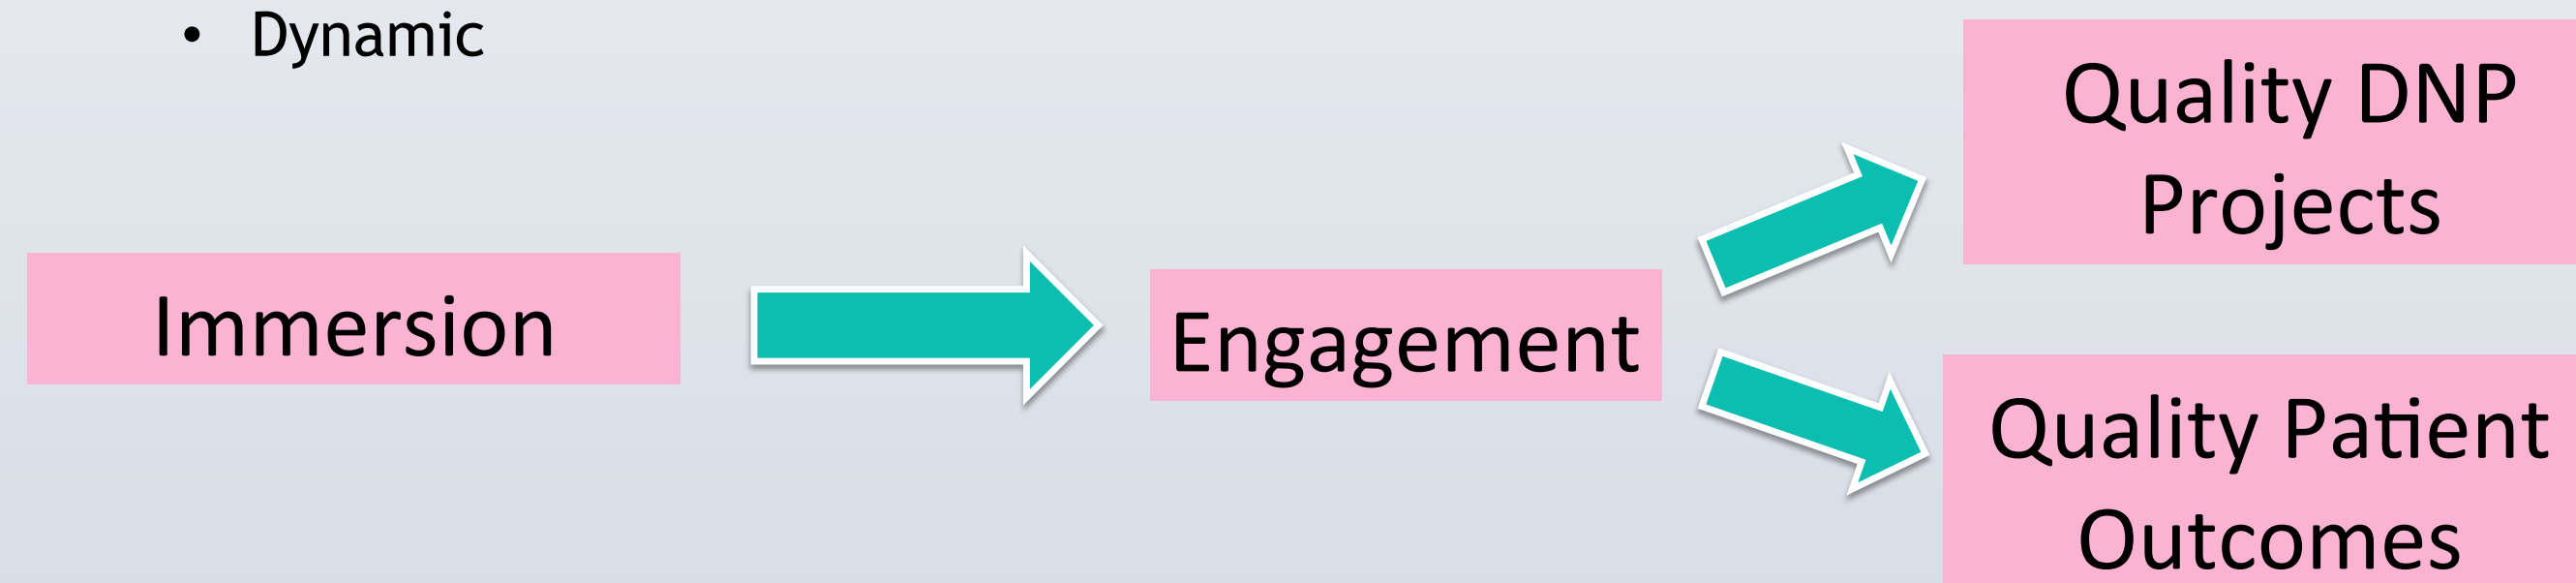 • Dynamic
Immersion
Engagement
Quality DNP
Projects
Quality Patient
Outcomes